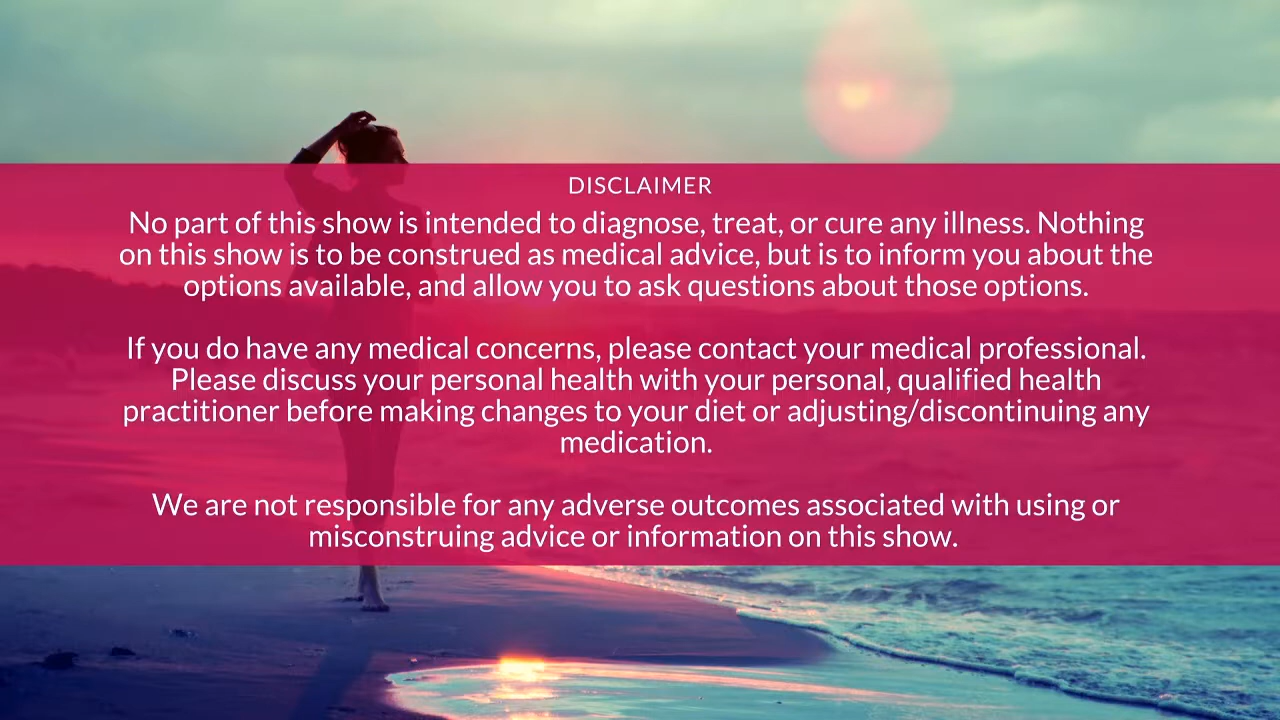 DISCLAIMER
No part of this show is intended to diagnose, treat, or cure any illness. Nothing
on this show is to be construed as medical advice, but is to inform you about the
options available, and allow you to ask questions about those options.
If you do have any medical concerns, please contact your medical professional.
Please discuss your personal health with your personal, qualified health
practitioner before making changes to your diet or adjusting/discontinuing any
medication.
We are not responsible for any adverse outcomes associated with using or
misconstruing advice or information on this show.